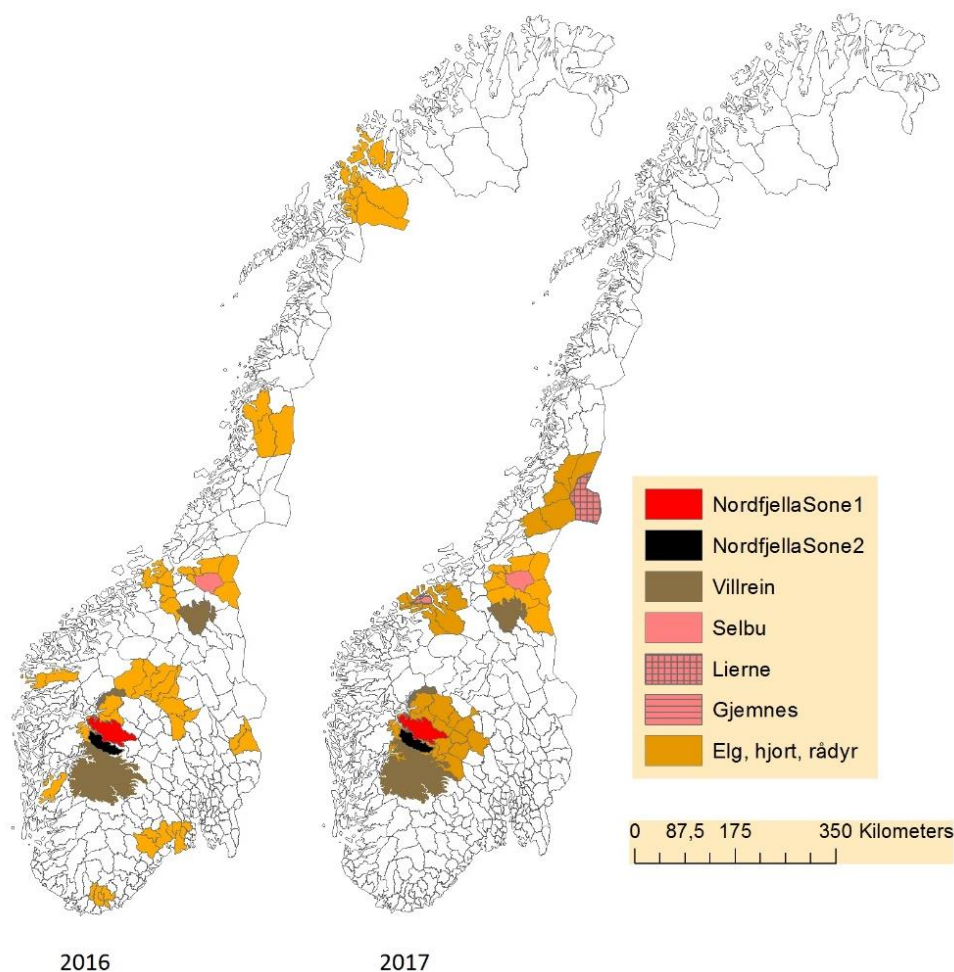 NordfjellaSone1
NordfjellaSone2
Villrein
Selbu
Lierne
Gjemnes
Elg, hjort, rådyr
0 87,5 175 350 Kilometers
2016 2017